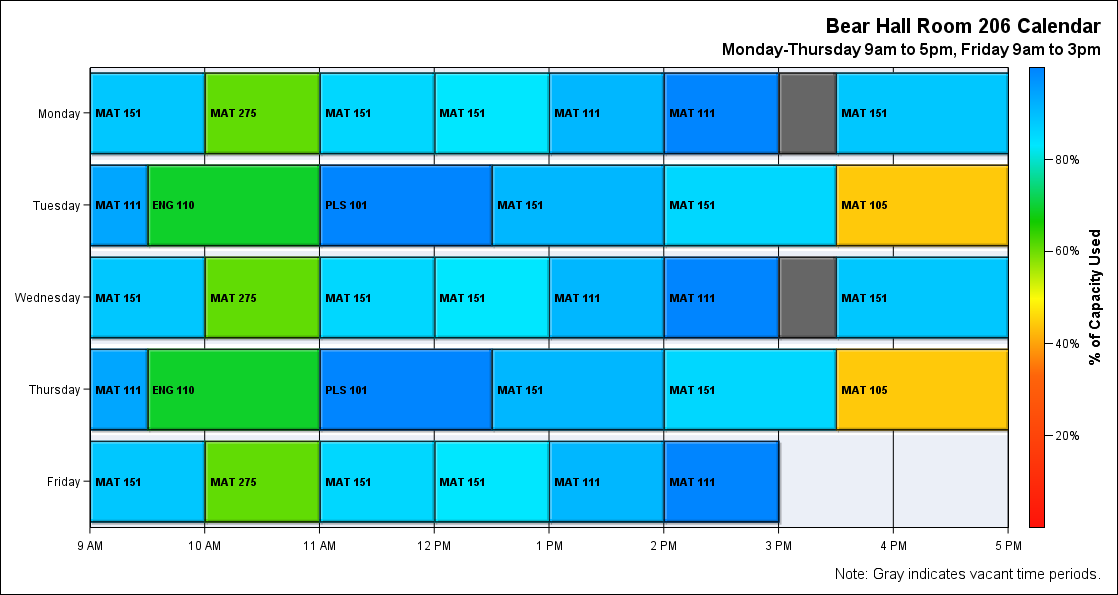 Bear Hall Room 206 Calendar
Monday-Thursday 9am to 5pm, Friday 9am to 3pm
Monday
MAT 151 MAT 275 MAT 151 MAT 151 MAT 111 MAT 111 MAT 151
Tuesday
MAT 111 ENG 110 PLS 101 MAT 151 MAT 151 MAT 105
Wednesday
MAT 151 MAT 275 MAT 151 MAT 151 MAT 111 MAT 111 MAT 151
Thursday
MAT 111 ENG 110 PLS 101 MAT 151 MAT 151 MAT 105
Friday
MAT 151 MAT 275 MAT 151 MAT 151 MAT 111 MAT 111
9 AM 10 AM 11 AM 12 PM 1 PM 2 PM 3 PM 4 PM 5 PM
80%
60%
40%
20%
% of Capacity Used
Note: Gray indicates vacant time periods.